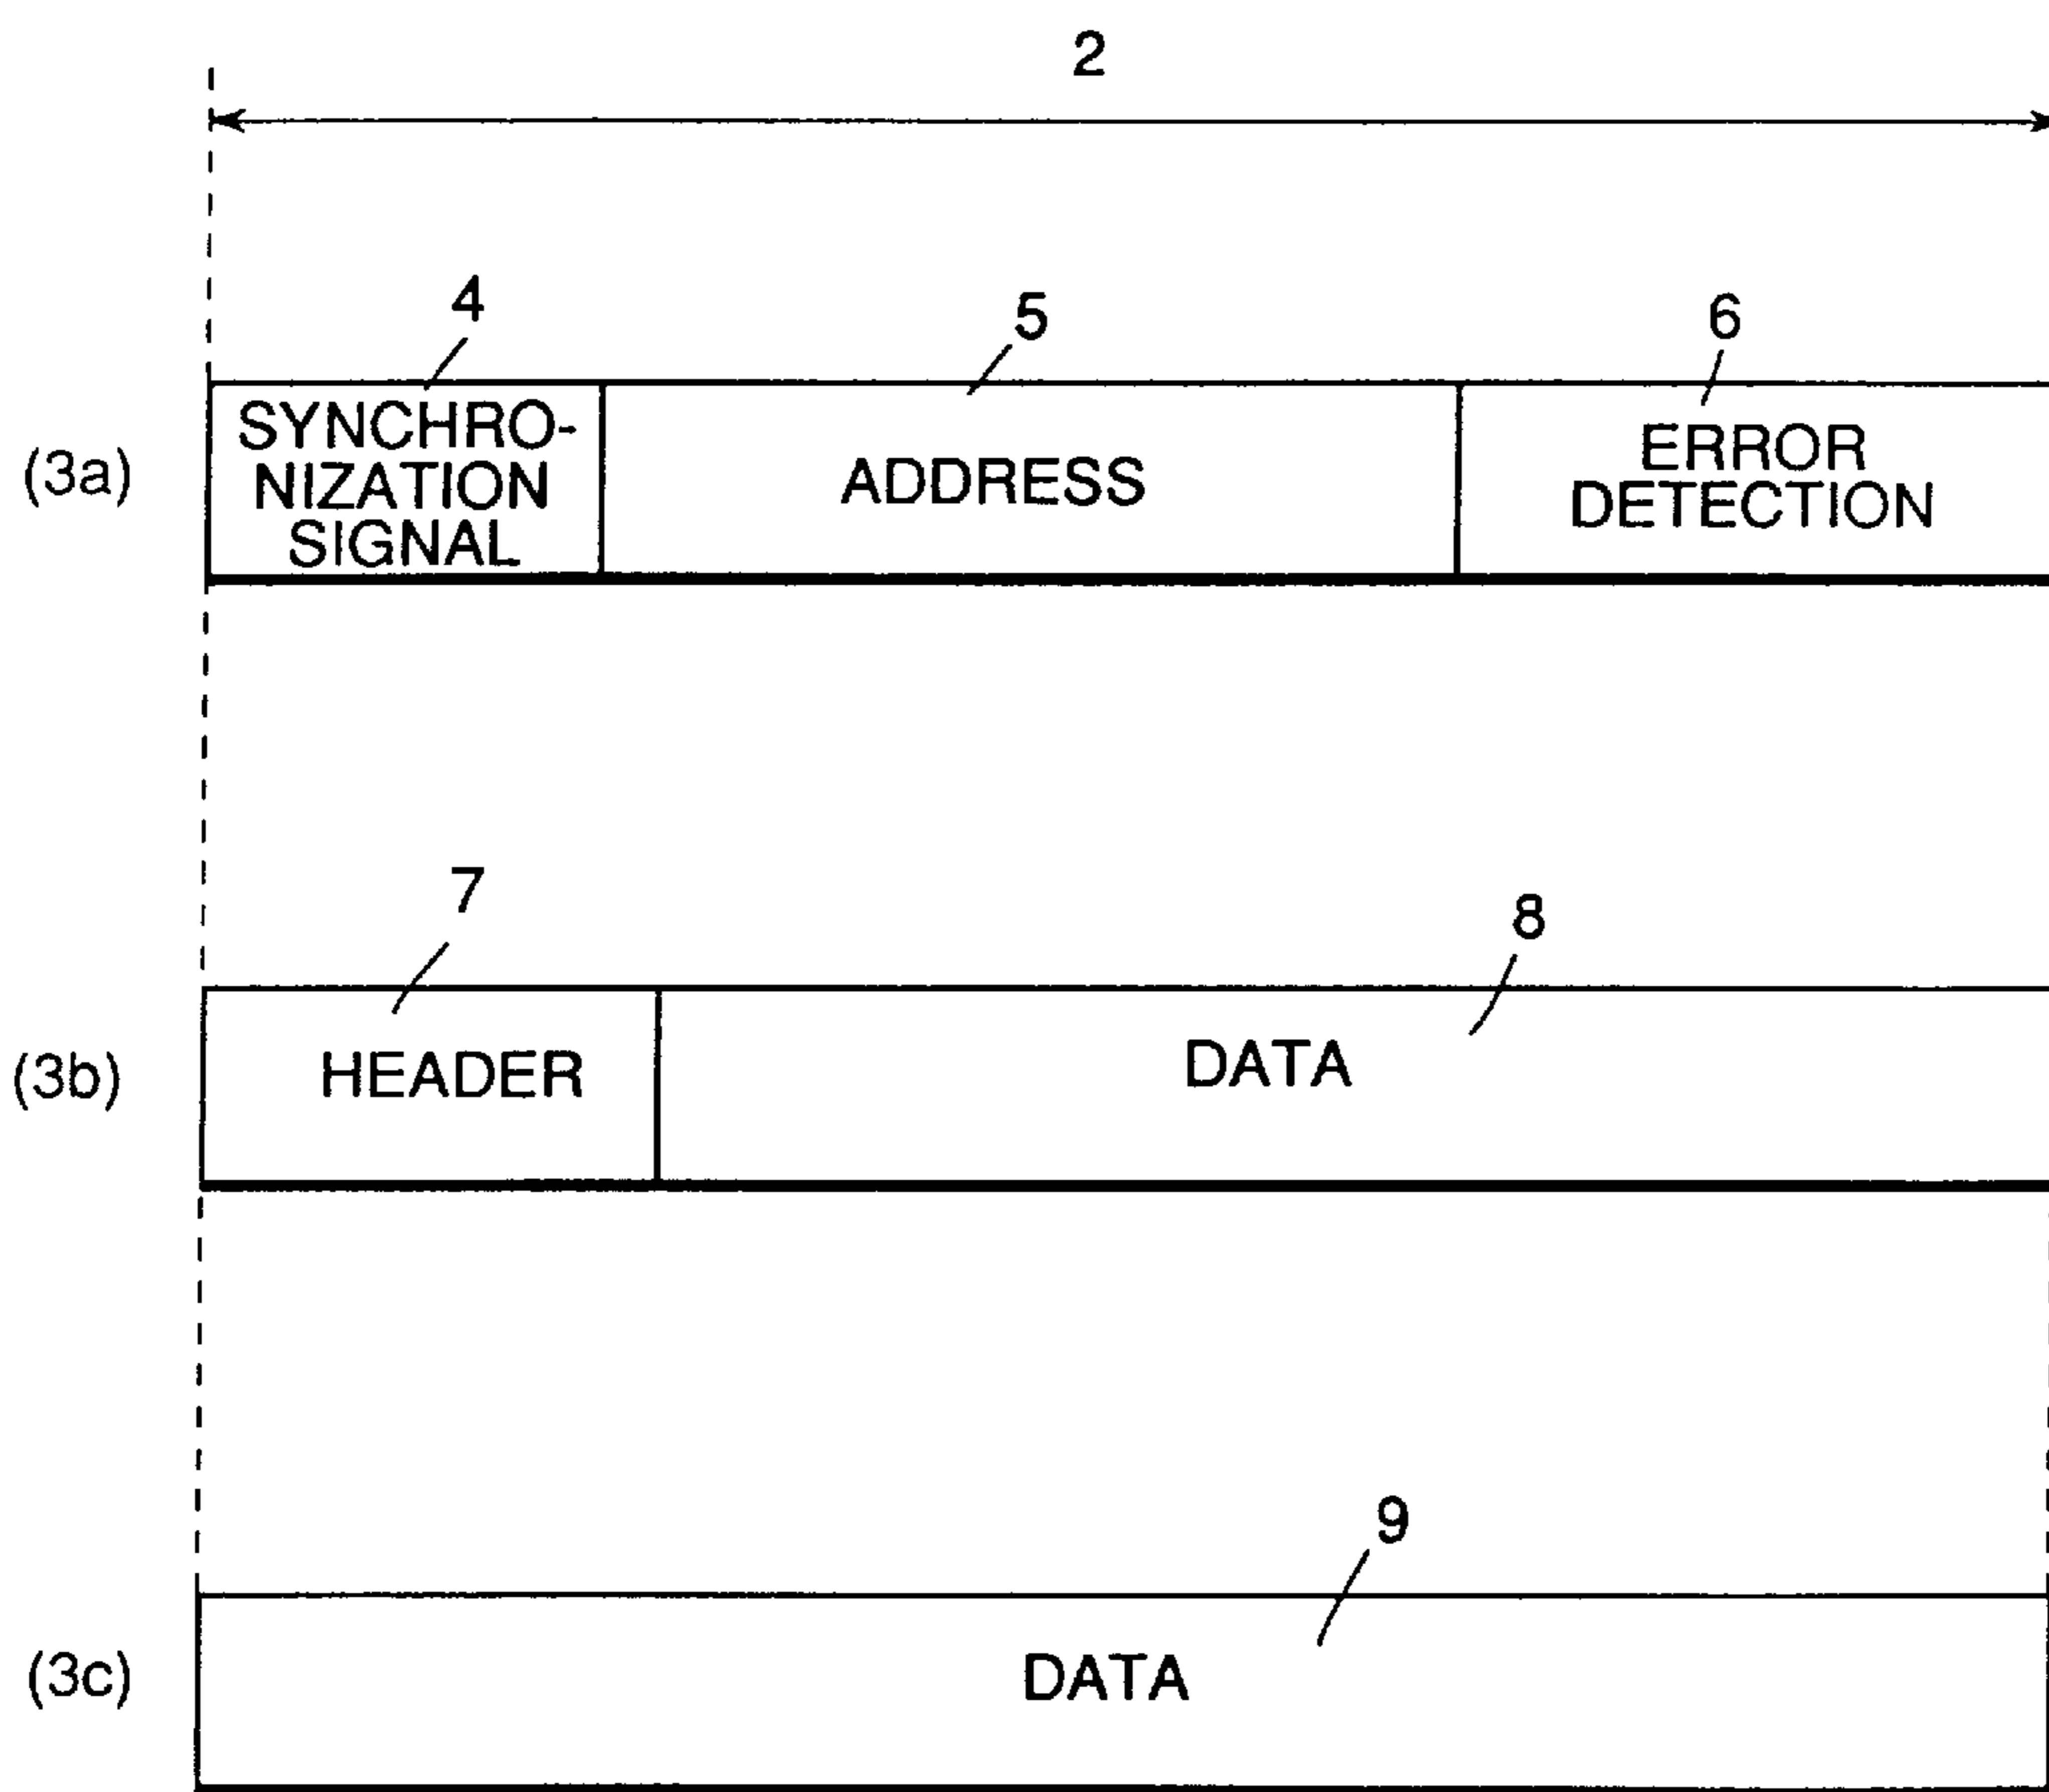 2
4
5
6
(3a)
SYNCHRO-
NIZATION
SIGNAL
ADDRESS
ERROR
DETECTION
7
8
(3b)
HEADER
DATA
9
(3c)
DATA